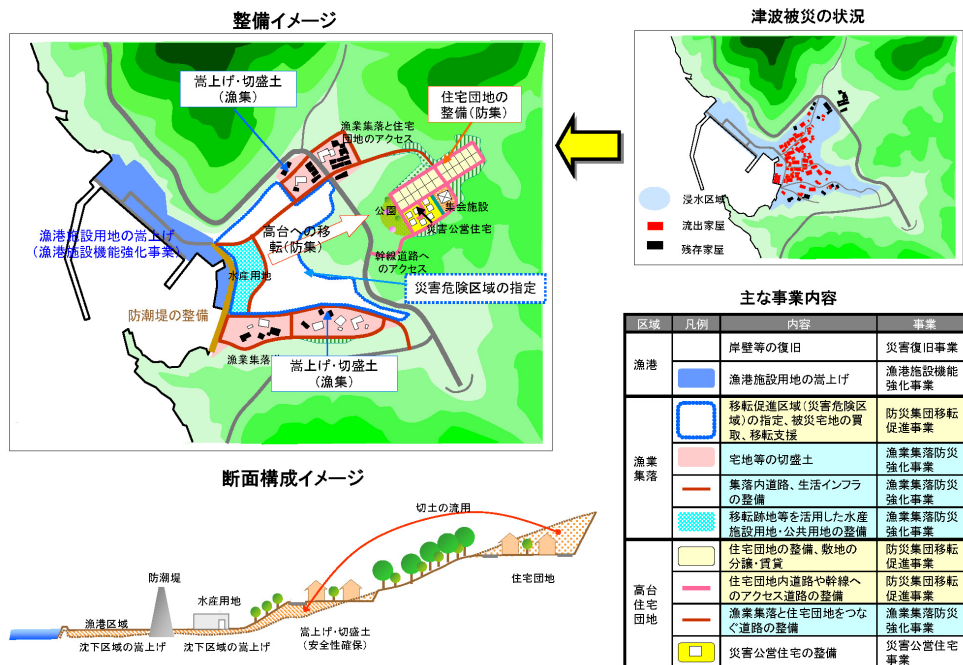 整備イメージ
嵩上げ・切盛土
(漁集)
住宅団地の
整備(防集)
漁業集落と住宅
団地のアクセス
公園
集会施設
災害公営住宅
高台への移
転(防集)
幹線道路へ
のアクセス
漁港施設用地の嵩上げ
(漁港施設機能強化事業)
水産用地
災害危険区域の指定
防潮堤の整備
漁業集落
嵩上げ・切盛土
(漁集)
津波被災の状況
浸水区域
流出家屋
残存家屋
断面構成イメージ
切土の流用
防潮堤
水産用地
漁港区域
沈下区域の嵩上げ
沈下区域の嵩上げ
嵩上げ・切盛土
(安全性確保)
住宅団地
主な事業内容
区域 凡例 内容 事業
漁港
岸壁等の復旧 災害復旧事業
漁港施設用地の嵩上げ 漁港施設機能
強化事業
漁業
集落
移転促進区域(災害危険区
域)の指定、被災宅地の買
取、移転支援
防災集団移転
促進事業
宅地等の切盛土 漁業集落防災
強化事業
集落内道路、生活インフラ
の整備
漁業集落防災
強化事業
移転跡地等を活用した水産
施設用地・公共用地の整備
漁業集落防災
強化事業
高台
住宅
団地
住宅団地の整備、敷地の
分譲・賃貸
防災集団移転
促進事業
住宅団地内道路や幹線へ
のアクセス道路の整備
防災集団移転
促進事業
漁業集落と住宅団地をつな
ぐ道路の整備
漁業集落防災
強化事業
災害公営住宅の整備 災害公営住宅
事業